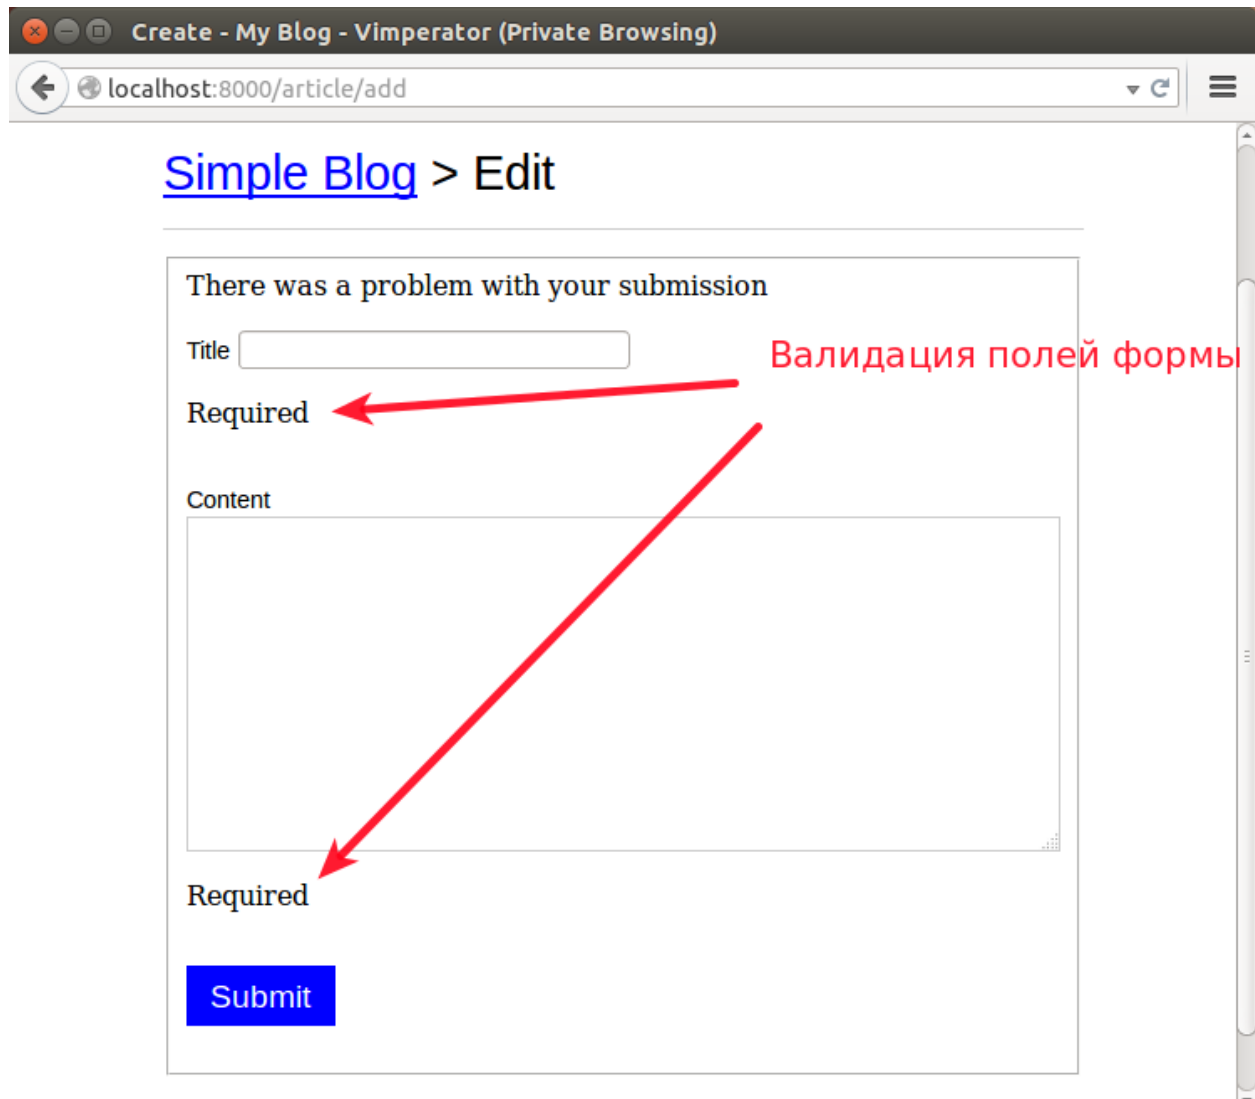 Create - My Blog - Vimperator (Private Browsing)
localhost:8000/article/add
Simple Blog > Edit
There was a problem with your submission
Title
Валидация полей формы
Required
Content
Required
Submit